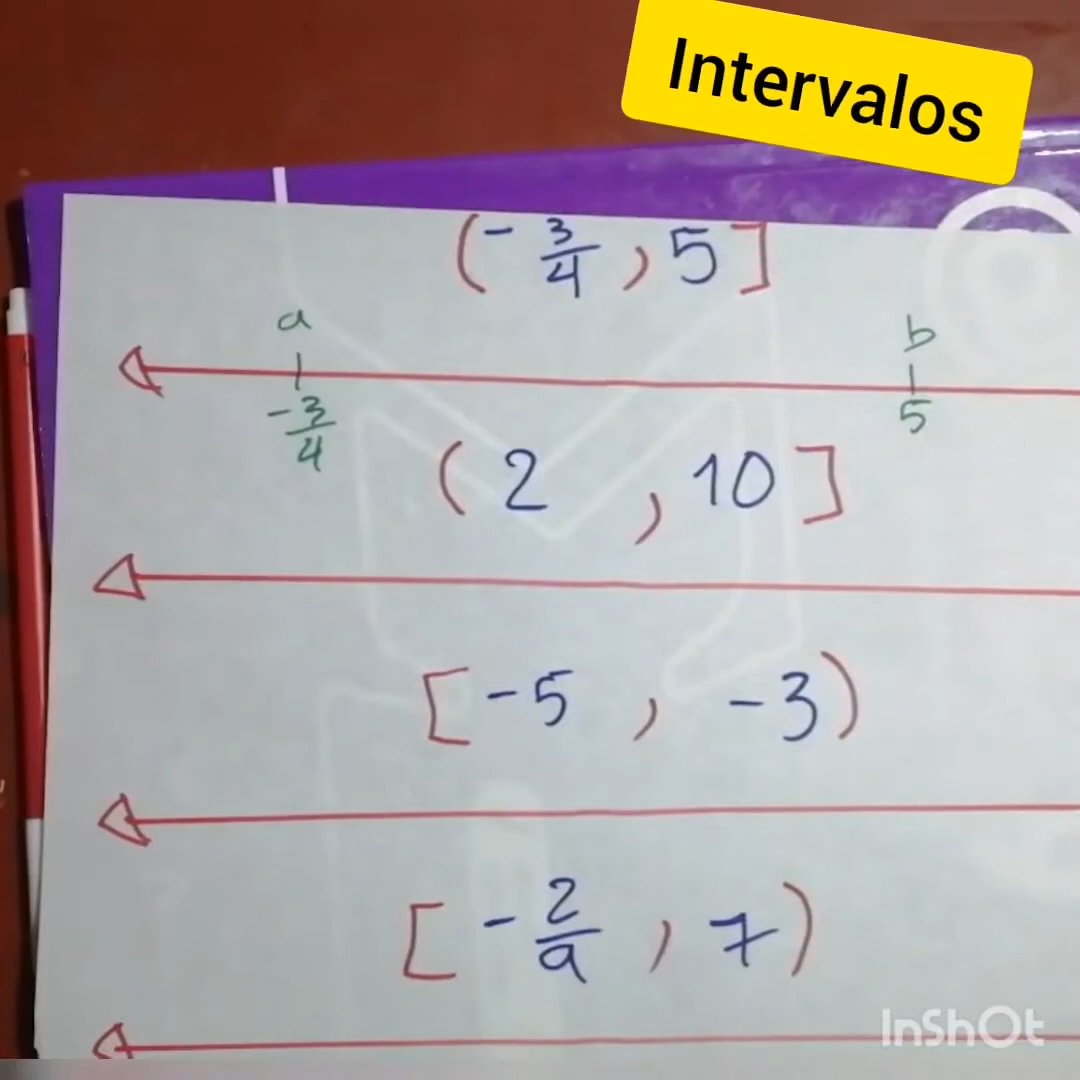 Intervalos
(-3/4, 5]
a b
-3/4 5
(2, 10]
[-5, -3)
[-2/9, 7)
InShOt